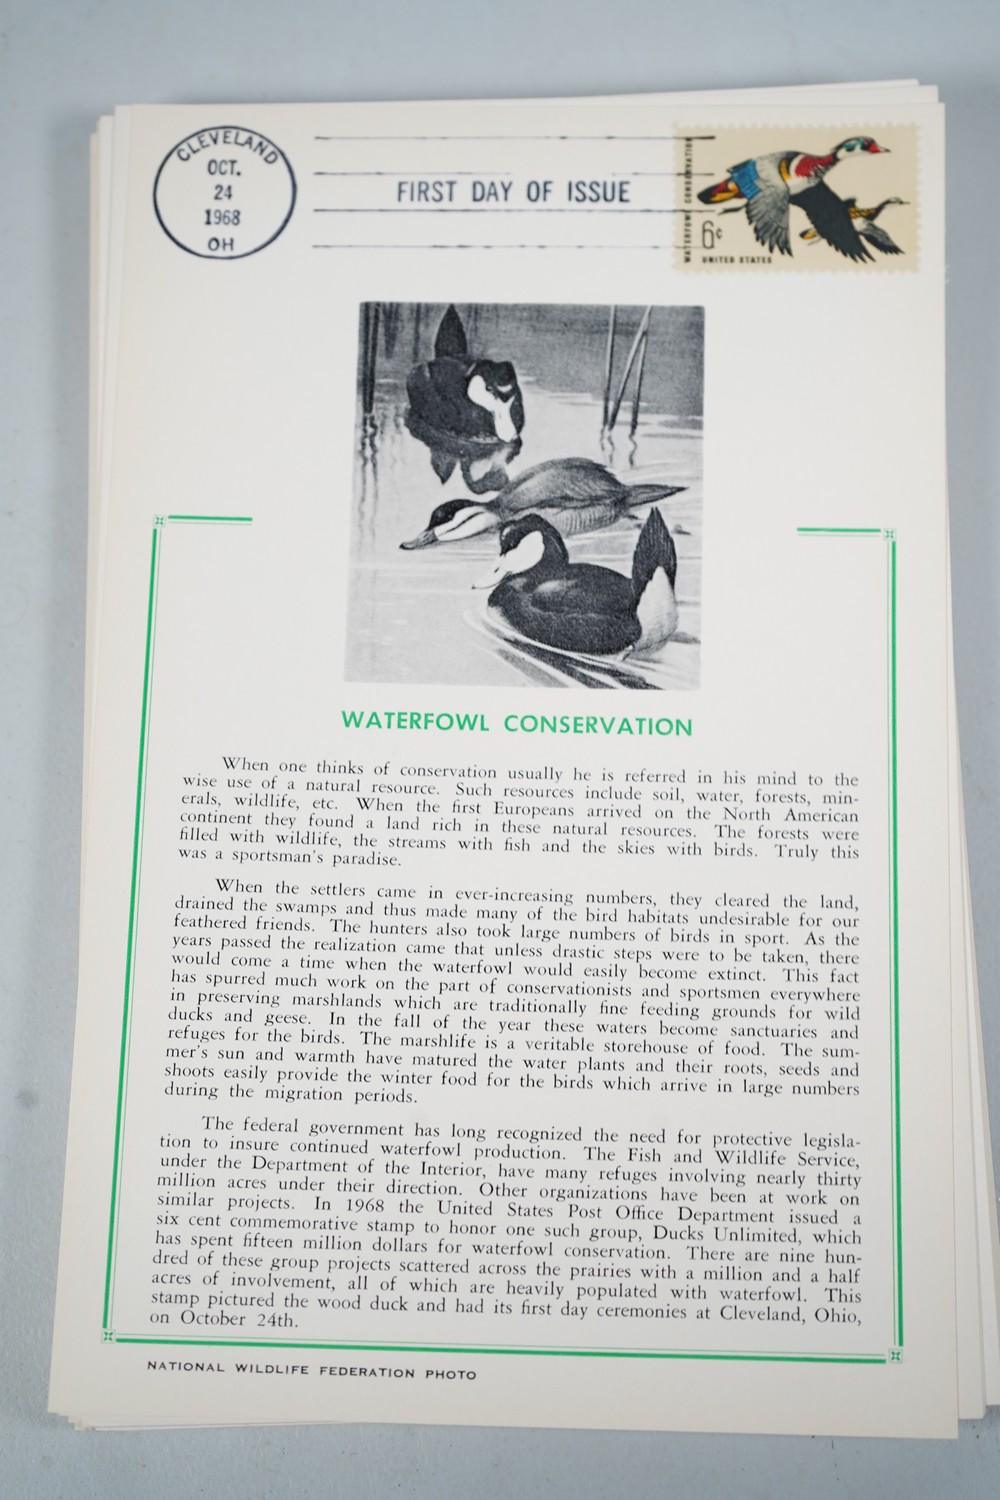 CLEVELAND
OCT.
24
1968
OH
FIRST DAY OF ISSUE
WATERFOWL CONSERVATION
6¢
UNITED STATES
WATERFOWL CONSERVATION
When one thinks of conservation usually he is referred in his mind to the
wise use of a natural resource. Such resources include soil, water, forests, min-
erals, wildlife, etc. When the first Europeans arrived on the North American
continent they found a land rich in these natural resources. The forests were
filled with wildlife, the streams with fish and the skies with birds. Truly this
was a sportsman's paradise.
When the settlers came in ever-increasing numbers, they cleared the land,
drained the swamps and thus made many of the bird habitats undesirable for our
feathered friends. The hunters also took large numbers of birds in sport. As the
years passed the realization came that unless drastic steps were to be taken, there
would come a time when the waterfowl would easily become extinct. This fact
has spurred much work on the part of conservationists and sportsmen everywhere
in preserving marshlands which are traditionally fine feeding grounds for wild
ducks and geese. In the fall of the year these waters become sanctuaries and
refuges for the birds. The marshlife is a veritable storehouse of food. The sum-
mer's sun and warmth have matured the water plants and their roots, seeds and
shoots easily provide the winter food for the birds which arrive in large numbers
during the migration periods.
The federal government has long recognized the need for protective legisla-
tion to insure continued waterfowl production. The Fish and Wildlife Service,
under the Department of the Interior, have many refuges involving nearly thirty
million acres under their direction. Other organizations have been at work on
similar projects. In 1968 the United States Post Office Department issued a
six cent commemorative stamp to honor one such group, Ducks Unlimited, which
has spent fifteen million dollars for waterfowl conservation. There are nine hun-
dred of these group projects scattered across the prairies with a million and a half
acres of involvement, all of which are heavily populated with waterfowl. This
stamp pictured the wood duck and had its first day ceremonies at Cleveland, Ohio,
on October 24th.
NATIONAL WILDLIFE FEDERATION PHOTO